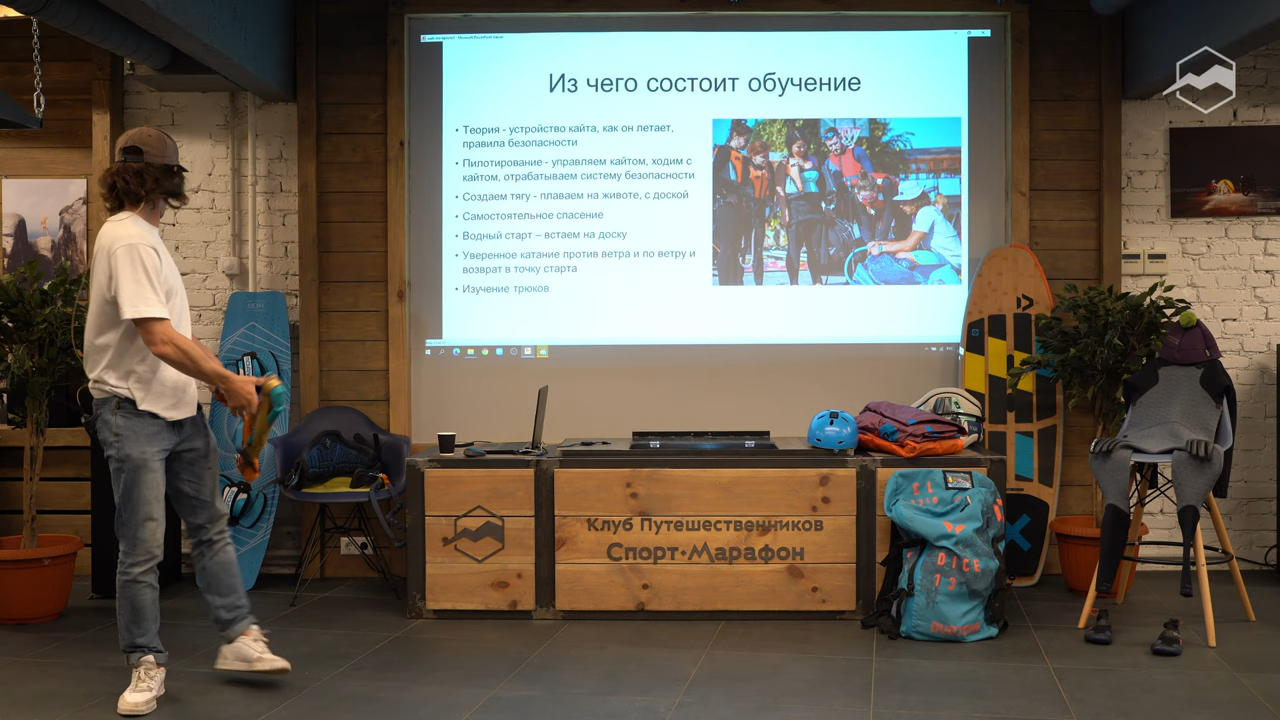 Из чего состоит обучение
• Теория - устройство кайта, как он летает,
правила безопасности
• Пилотирование - управляем кайтом, ходим с
кайтом, отрабатываем систему безопасности
• Создаем тягу - плаваем на животе, с доской
• Самостоятельное спасение
• Водный старт – встаем на доску
• Уверенное катание против ветра и по ветру и
возврат в точку старта
• Изучение трюков
Клуб Путешественников
Спорт-Марафон
DICE
13